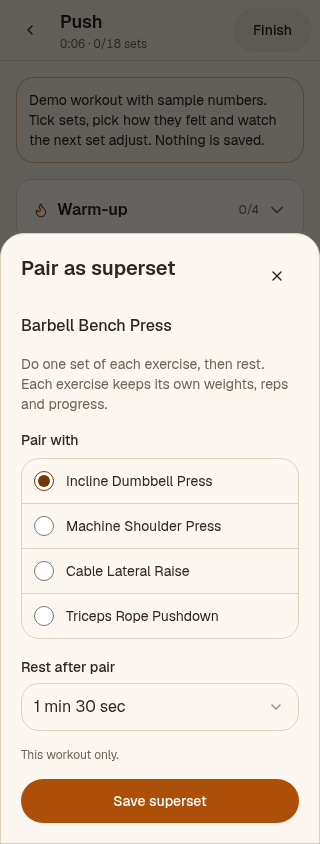 Push
0:06 · 0/18 sets
Finish
Demo workout with sample numbers.
Tick sets, pick how they felt and watch
the next set adjust. Nothing is saved.
Warm-up
0/4
Pair as superset
Barbell Bench Press
Do one set of each exercise, then rest.
Each exercise keeps its own weights, reps
and progress.
Pair with
Incline Dumbbell Press
Machine Shoulder Press
Cable Lateral Raise
Triceps Rope Pushdown
Rest after pair
1 min 30 sec
This workout only.
Save superset